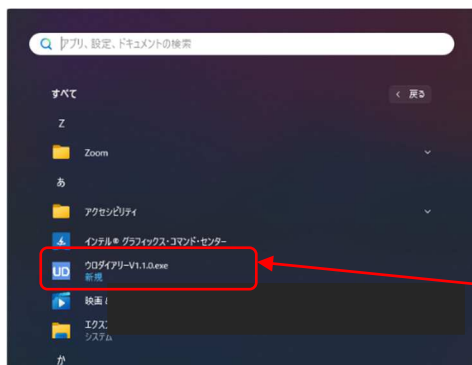 アプリ、設定、ドキュメントの検索
すべて
戻る
Z
Zoom
あ
アクセシビリティ
インテル® グラフィックス・コマンド・センター
UD
ウロダイアリーV1.1.0.exe
新規
映画
エクス
システム
か